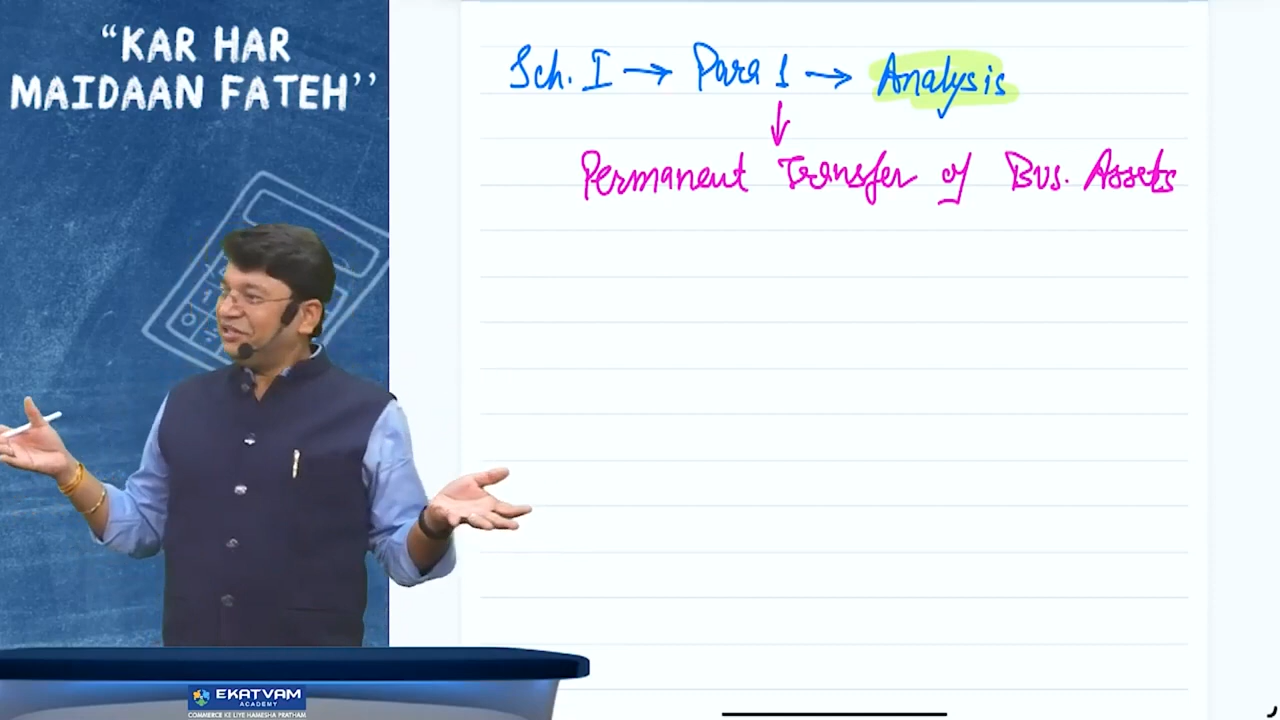 “KAR HAR
MAIDAAN FATEH’’
Sch. I → Para 1 → Analysis
↓
Permanent Transfer of Bus. Assets
EKATVAM
ACADEMY
COMMERCE KE LIYE HAMESHA PRATHAM